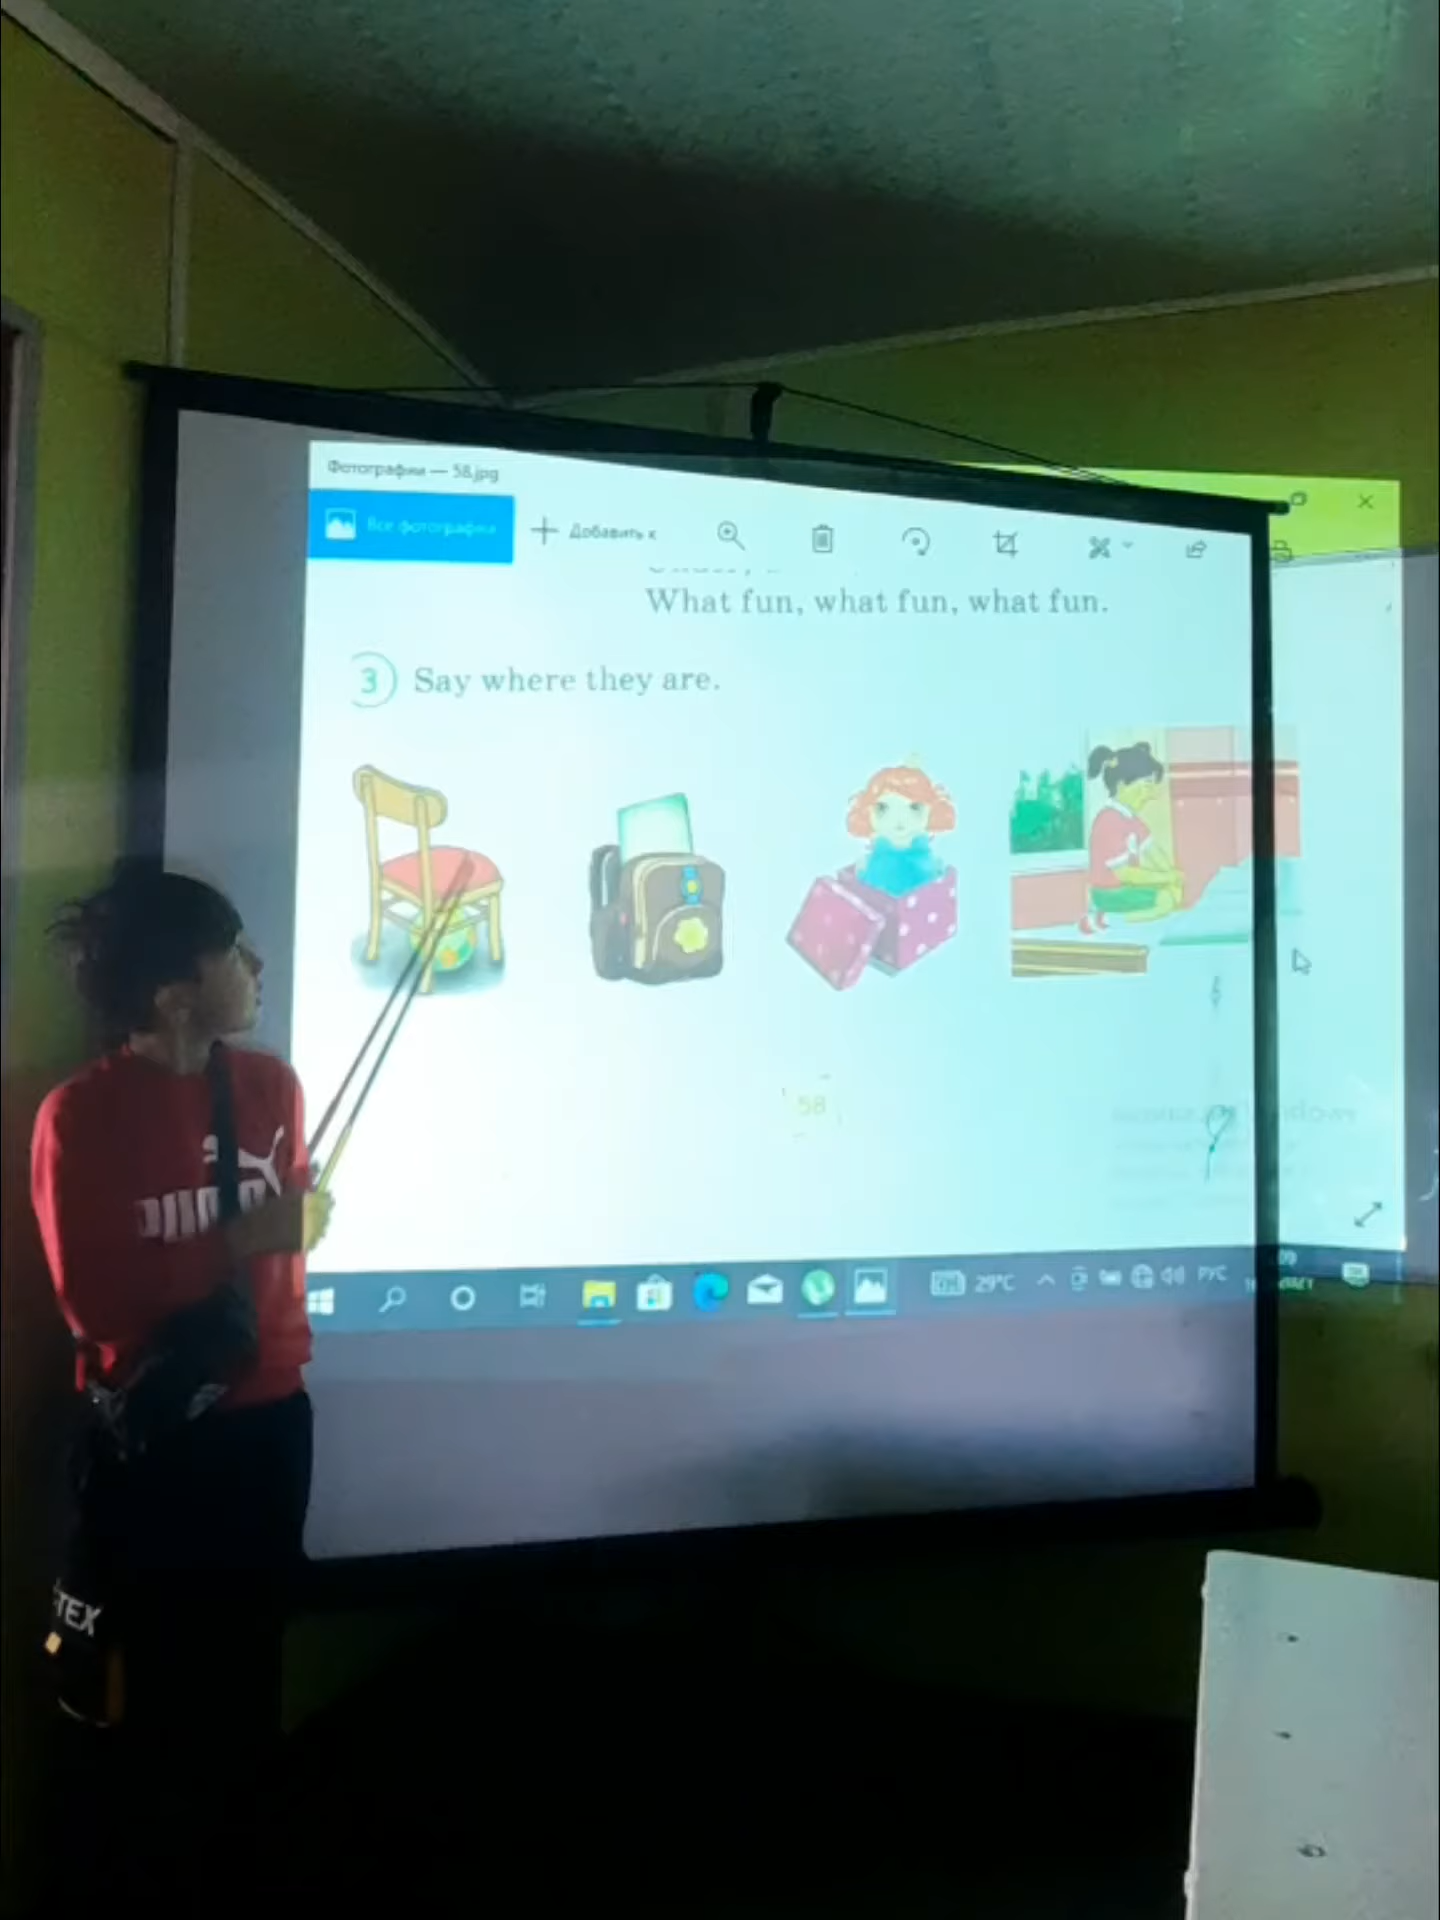 Фотографии — 58.jpg
Все фотографии
Добавить к
What fun, what fun, what fun.
3 Say where they are.
58
29°C
РУС
PUMA
TEX